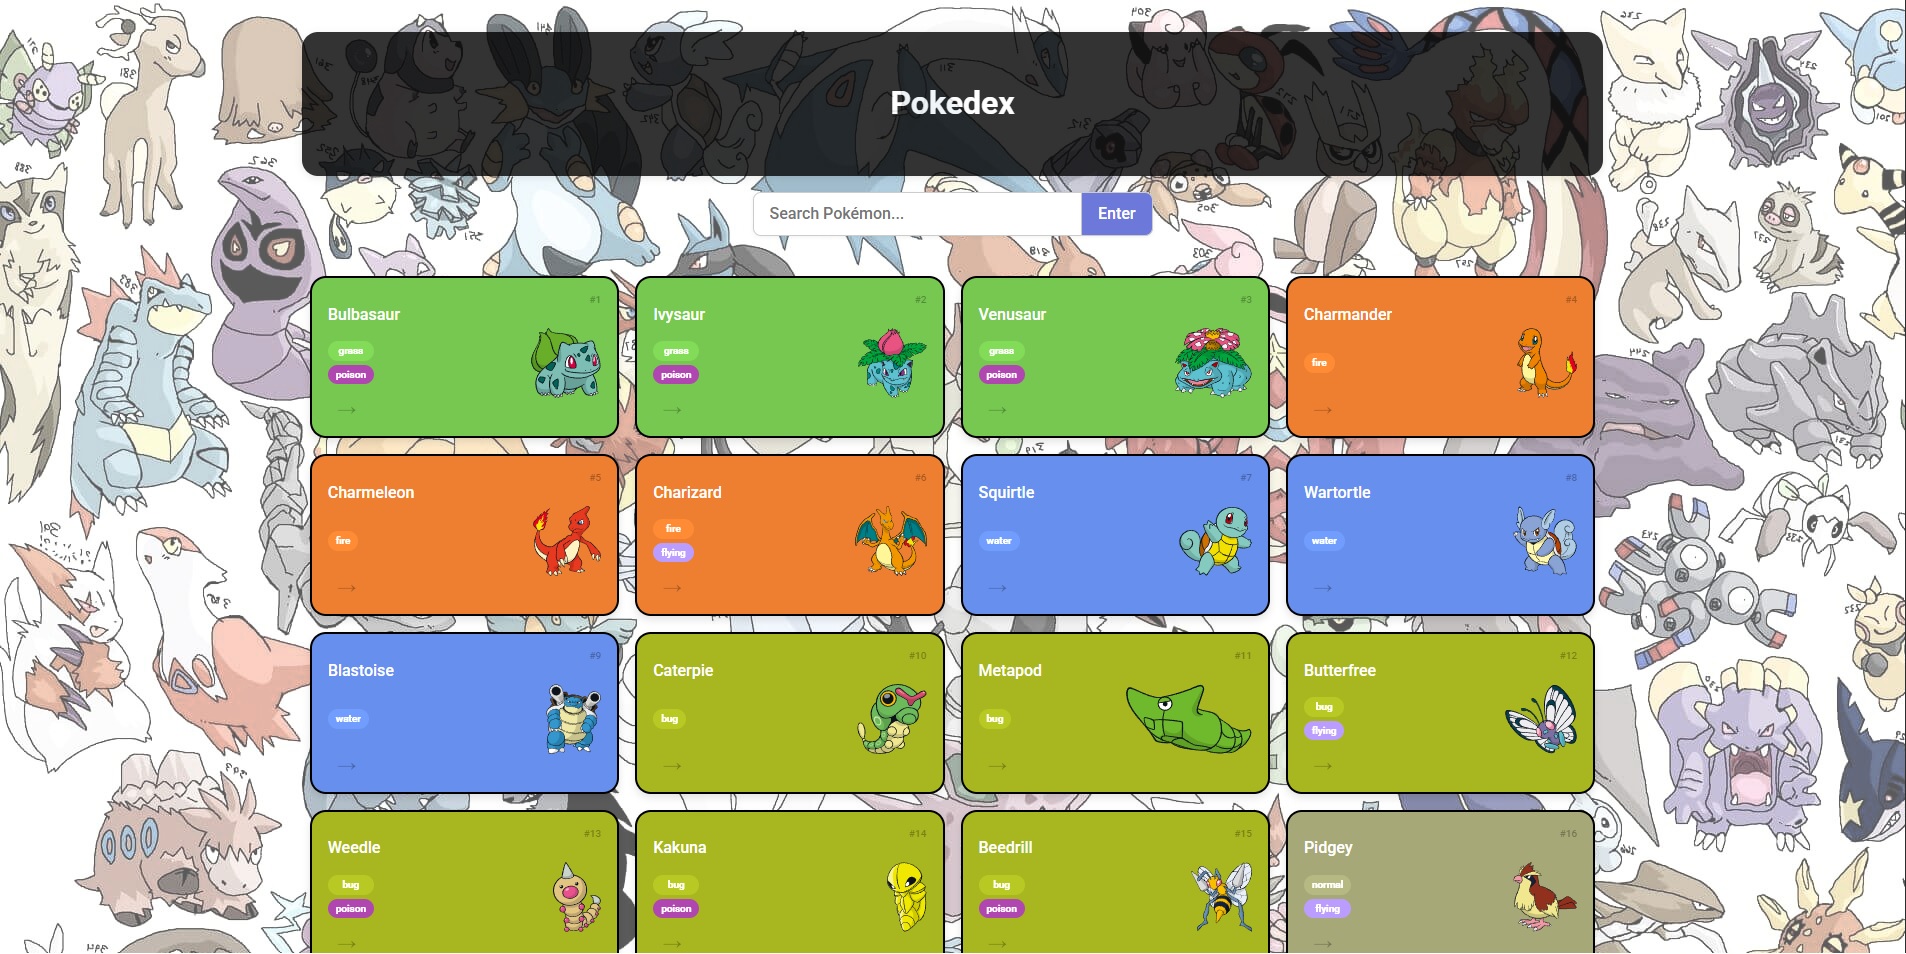 Pokedex
Search Pokémon...
Enter
#1
Bulbasaur
grass
poison
→
#2
Ivysaur
grass
poison
→
#3
Venusaur
grass
poison
→
#4
Charmander
fire
→
#5
Charmeleon
fire
→
#6
Charizard
fire
flying
→
#7
Squirtle
water
→
#8
Wartortle
water
→
#9
Blastoise
water
→
#10
Caterpie
bug
→
#11
Metapod
bug
→
#12
Butterfree
bug
flying
→
#13
Weedle
bug
poison
→
#14
Kakuna
bug
poison
→
#15
Beedrill
bug
poison
→
#16
Pidgey
normal
flying
→